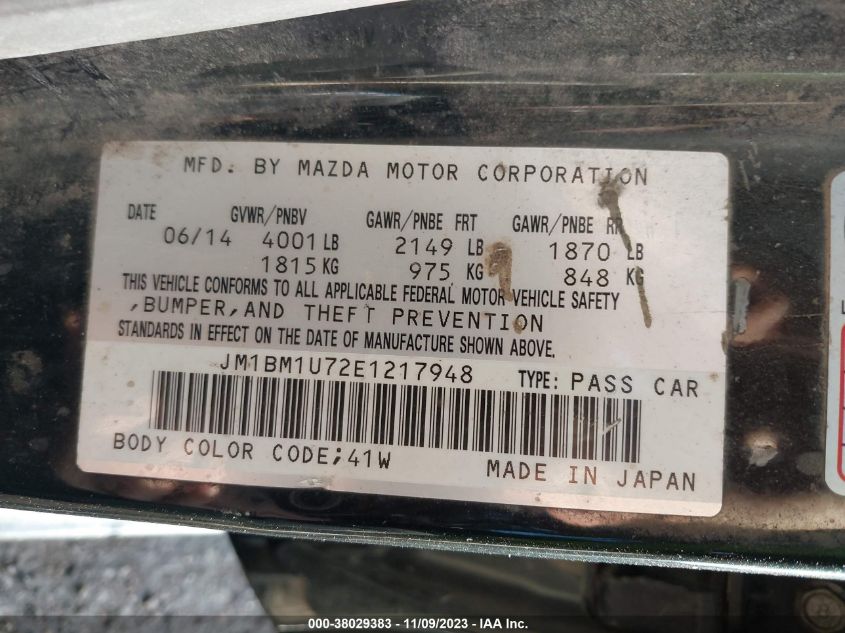 MFD. BY MAZDA MOTOR CORPORATION
DATE GVWR/PNBV GAWR/PNBE FRT GAWR/PNBE RR
06/14 4001 LB 2149 LB 1870 LB
1815 KG 975 KG 848 KG
THIS VEHICLE CONFORMS TO ALL APPLICABLE FEDERAL MOTOR VEHICLE SAFETY
,BUMPER,AND THEFT PREVENTION
STANDARDS IN EFFECT ON THE DATE OF MANUFACTURE SHOWN ABOVE.
JM1BM1U72E1217948 TYPE: PASS CAR
BODY COLOR CODE;41W MADE IN JAPAN
000-38029383 - 11/09/2023 - IAA Inc.